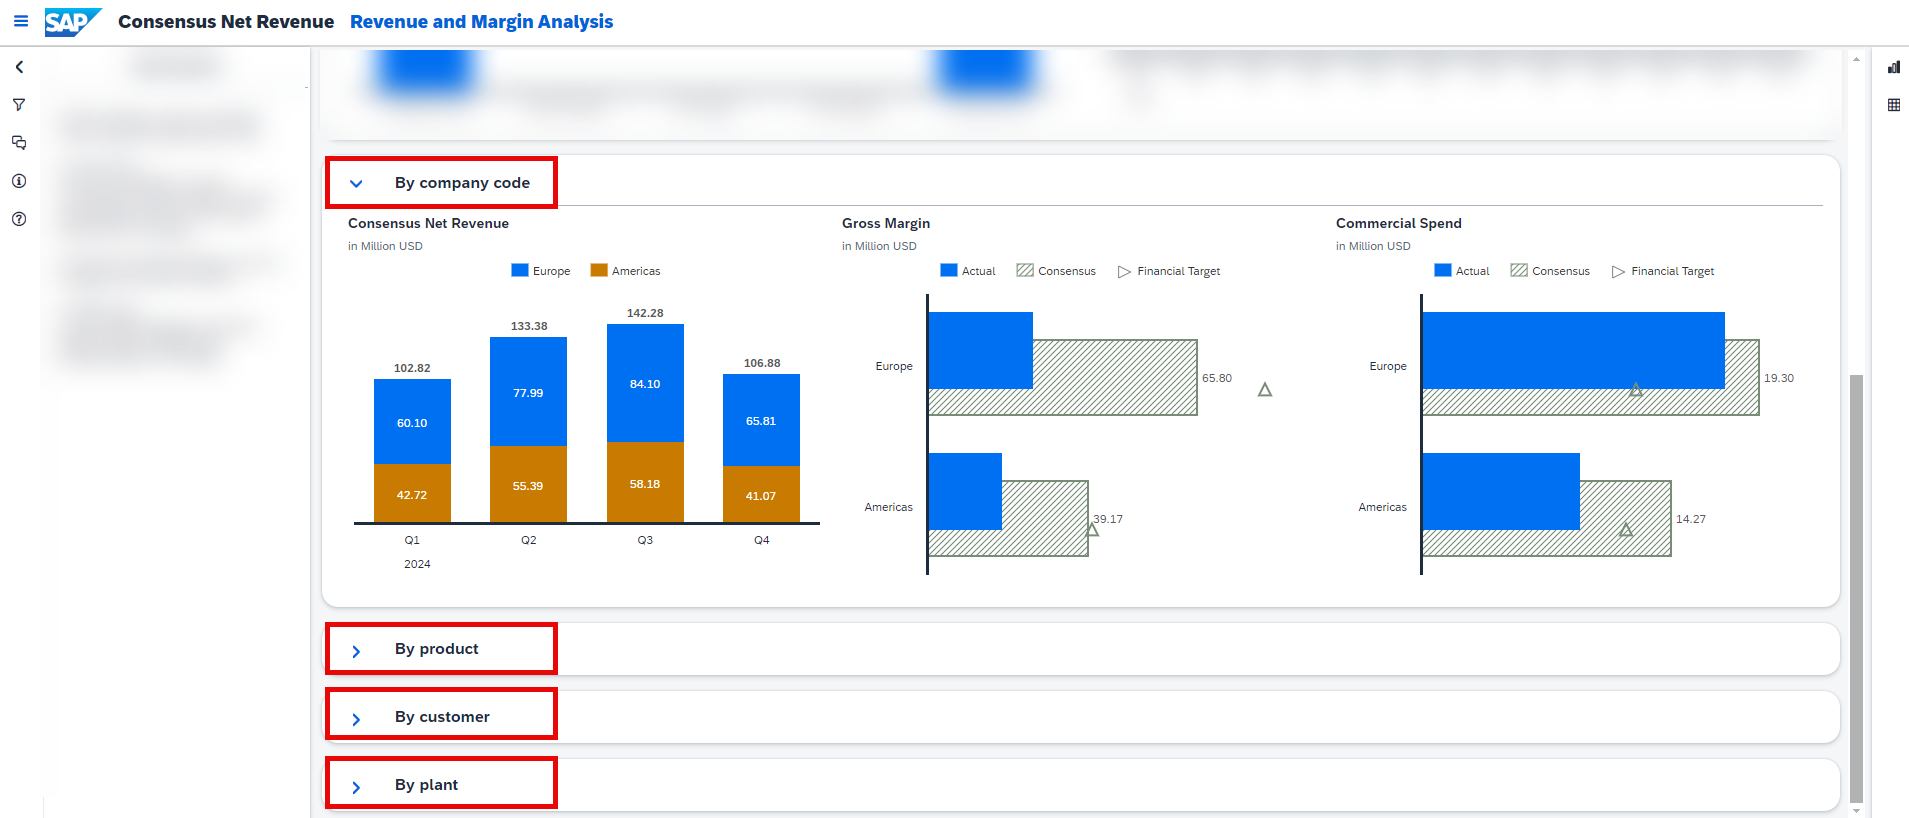 SAP Consensus Net Revenue Revenue and Margin Analysis
By company code
Consensus Net Revenue
in Million USD
Europe Americas
102.82 133.38 142.28 106.88
60.10 77.99 84.10 65.81
42.72 55.39 58.18 41.07
Q1 Q2 Q3 Q4
2024
Gross Margin
in Million USD
Actual Consensus Financial Target
Europe 65.80
Americas 39.17
Commercial Spend
in Million USD
Actual Consensus Financial Target
Europe 19.30
Americas 14.27
By product
By customer
By plant